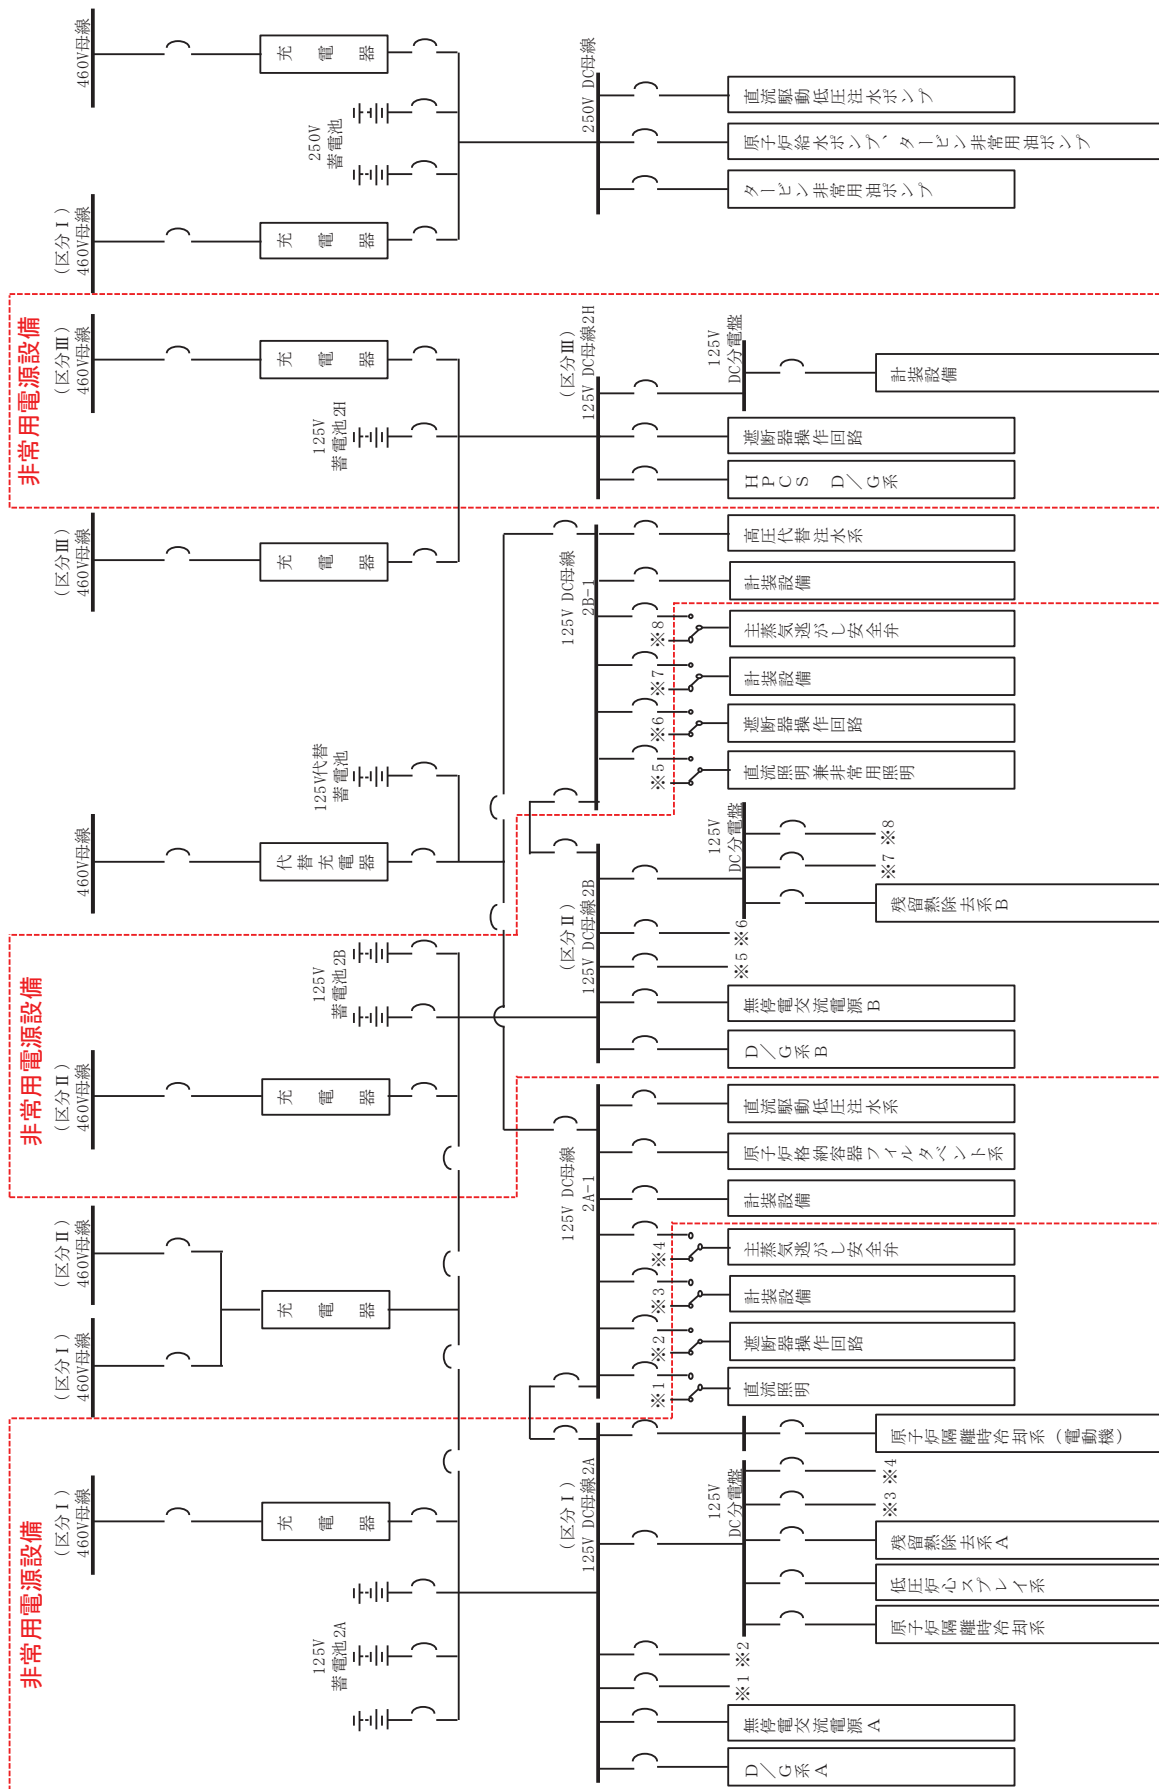 非常用電源設備
(区分Ⅰ)
460V母線
充電器
125V
蓄電池2A
(区分Ⅰ)
125V DC母線2A
D/G系A
無停電交流電源A
※1
※2
125V
DC分電盤
原子炉隔離時冷却系
低圧炉心スプレイ系
残留熱除去系A
※3
※4
原子炉隔離時冷却系(電動機)
(区分Ⅰ)
460V母線
(区分Ⅱ)
460V母線
充電器
125V DC母線
2A-1
※1
※2
※3
※4
直流照明
遮断器操作回路
計装設備
主蒸気逃がし安全弁
計装設備
原子炉格納容器フィルタベント系
直流駆動低圧注水系
非常用電源設備
(区分Ⅱ)
460V母線
充電器
125V
蓄電池2B
(区分Ⅱ)
125V DC母線2B
D/G系B
無停電交流電源B
※5
※6
125V
DC分電盤
残留熱除去系B
※7
※8
460V母線
代替充電器
125V代替
蓄電池
125V DC母線
2B-1
※5
※6
※7
※8
直流照明兼非常用照明
遮断器操作回路
計装設備
主蒸気逃がし安全弁
計装設備
高圧代替注水系
(区分Ⅲ)
460V母線
充電器
非常用電源設備
(区分Ⅲ)
460V母線
充電器
125V
蓄電池2H
(区分Ⅲ)
125V DC母線2H
HPCS D/G系
遮断器操作回路
125V
DC分電盤
計装設備
(区分Ⅰ)
460V母線
充電器
460V母線
充電器
250V
蓄電池
250V DC母線
タービン非常用油ポンプ
原子炉給水ポンプ、タービン非常用油ポンプ
直流駆動低圧注水ポンプ